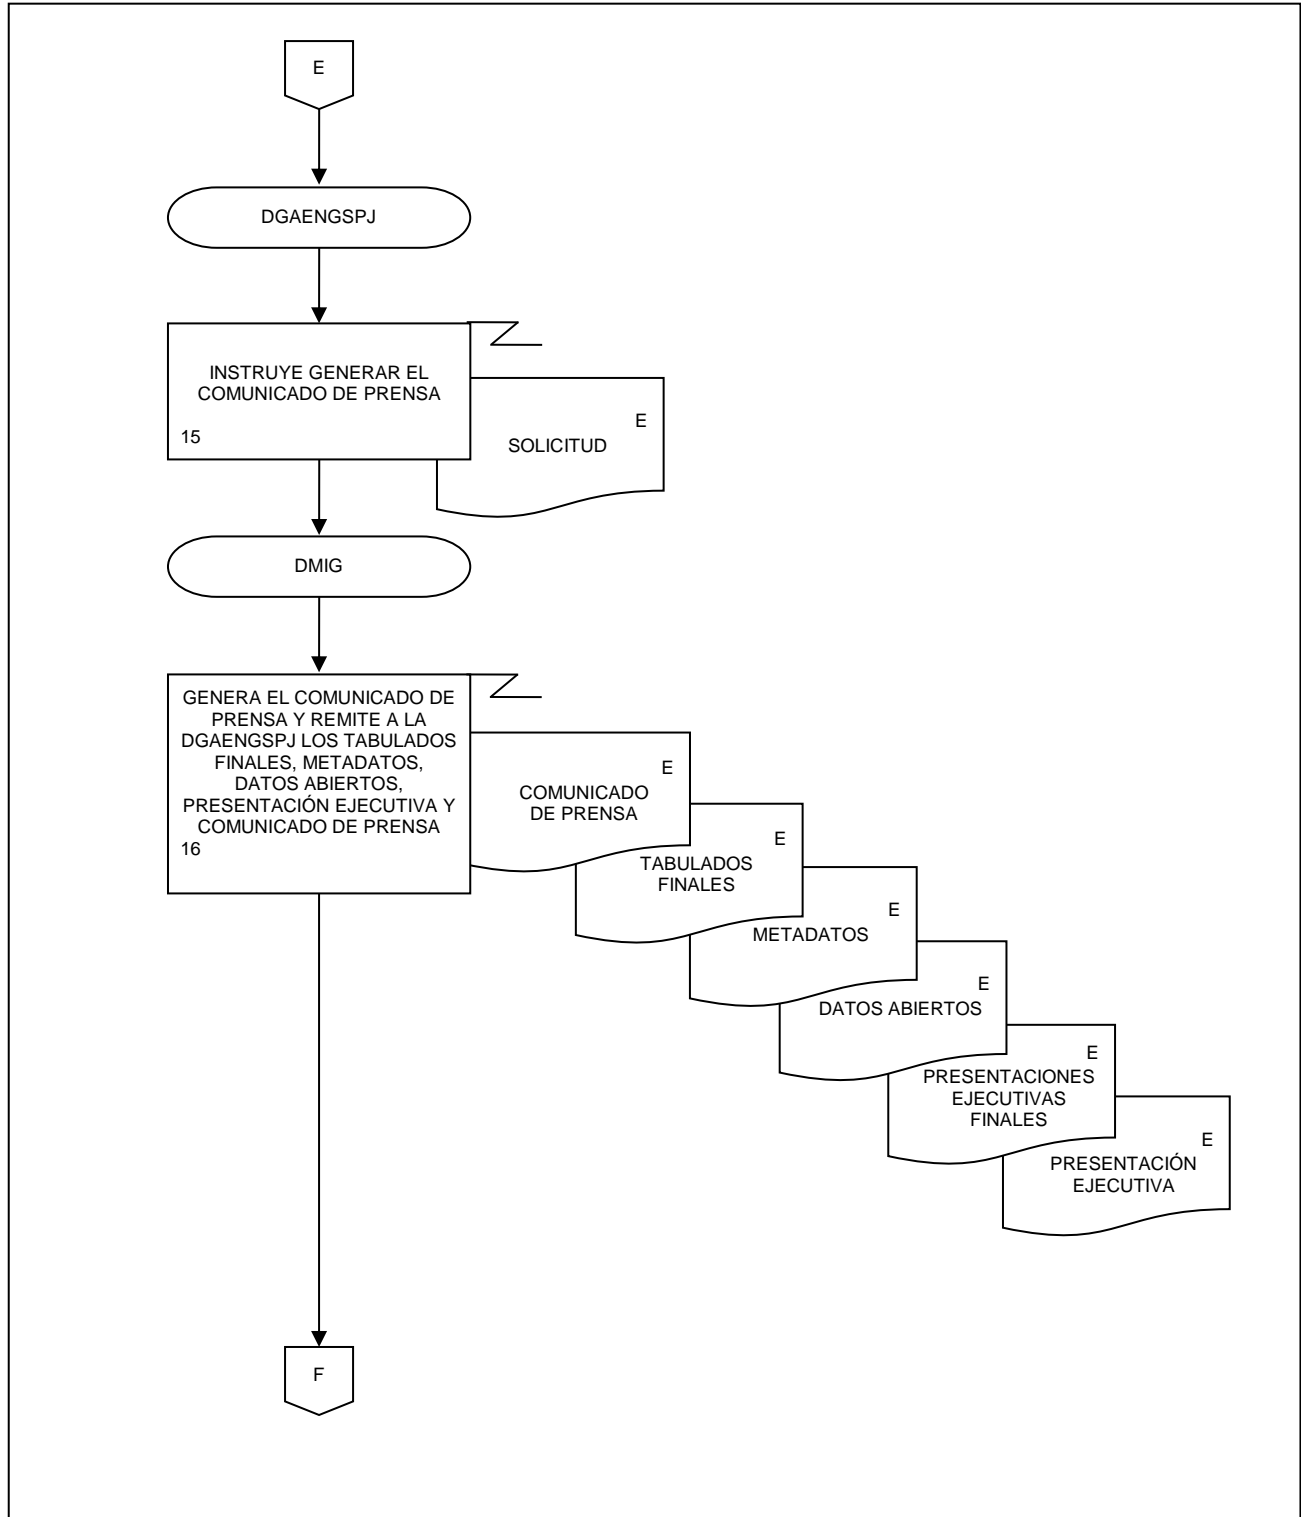 E
DGAENGSPJ
INSTRUYE GENERAR EL
COMUNICADO DE PRENSA
15
E
SOLICITUD
DMIG
GENERA EL COMUNICADO DE
PRENSA Y REMITE A LA
DGAENGSPJ LOS TABULADOS
FINALES, METADATOS,
DATOS ABIERTOS,
PRESENTACIÓN EJECUTIVA Y
COMUNICADO DE PRENSA
16
E
COMUNICADO
DE PRENSA
E
TABULADOS
FINALES
E
METADATOS
E
DATOS ABIERTOS
E
PRESENTACIONES
EJECUTIVAS
FINALES
E
PRESENTACIÓN
EJECUTIVA
F